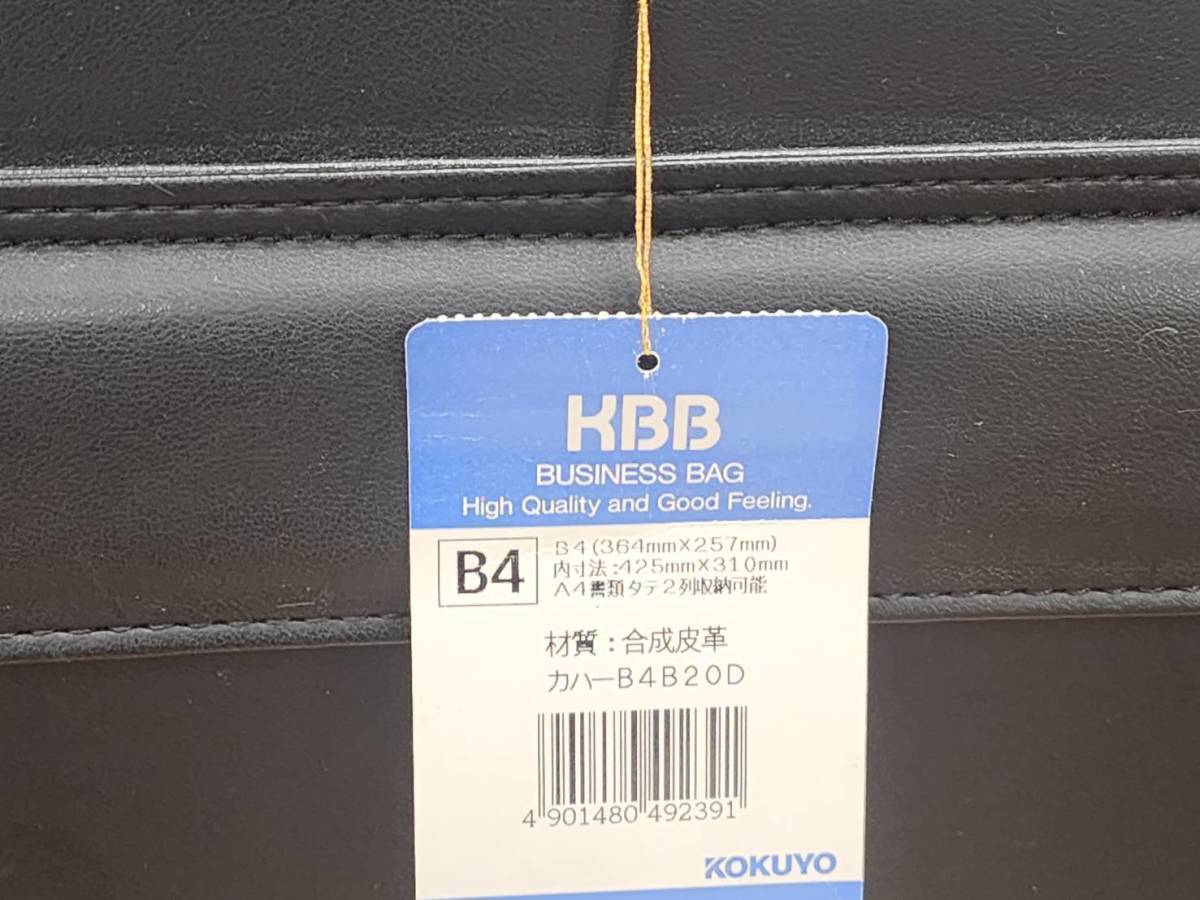 KBB
BUSINESS BAG
High Quality and Good Feeling.
B4
B4(364mm×257mm)
内寸法:425mm×310mm
A4書類タテ2列収納可能
材質:合成皮革
カハーB4B20D
4 901480 492391
KOKUYO